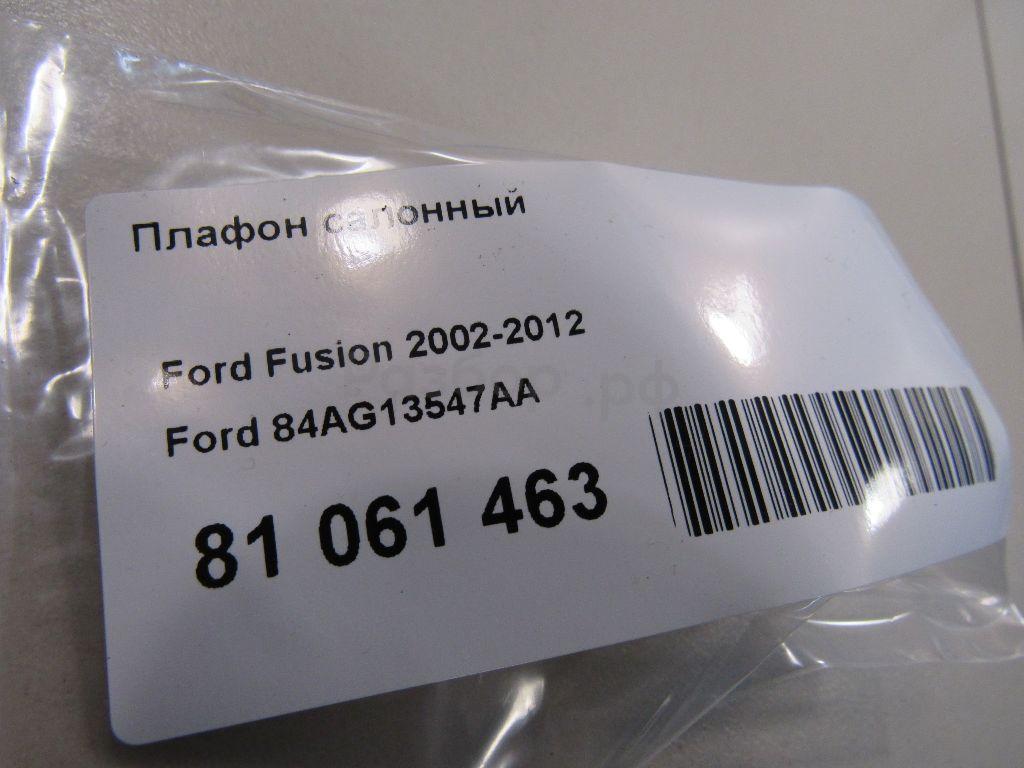 Плафон салонный
Ford Fusion 2002-2012
Ford 84AG13547AA
81 061 463